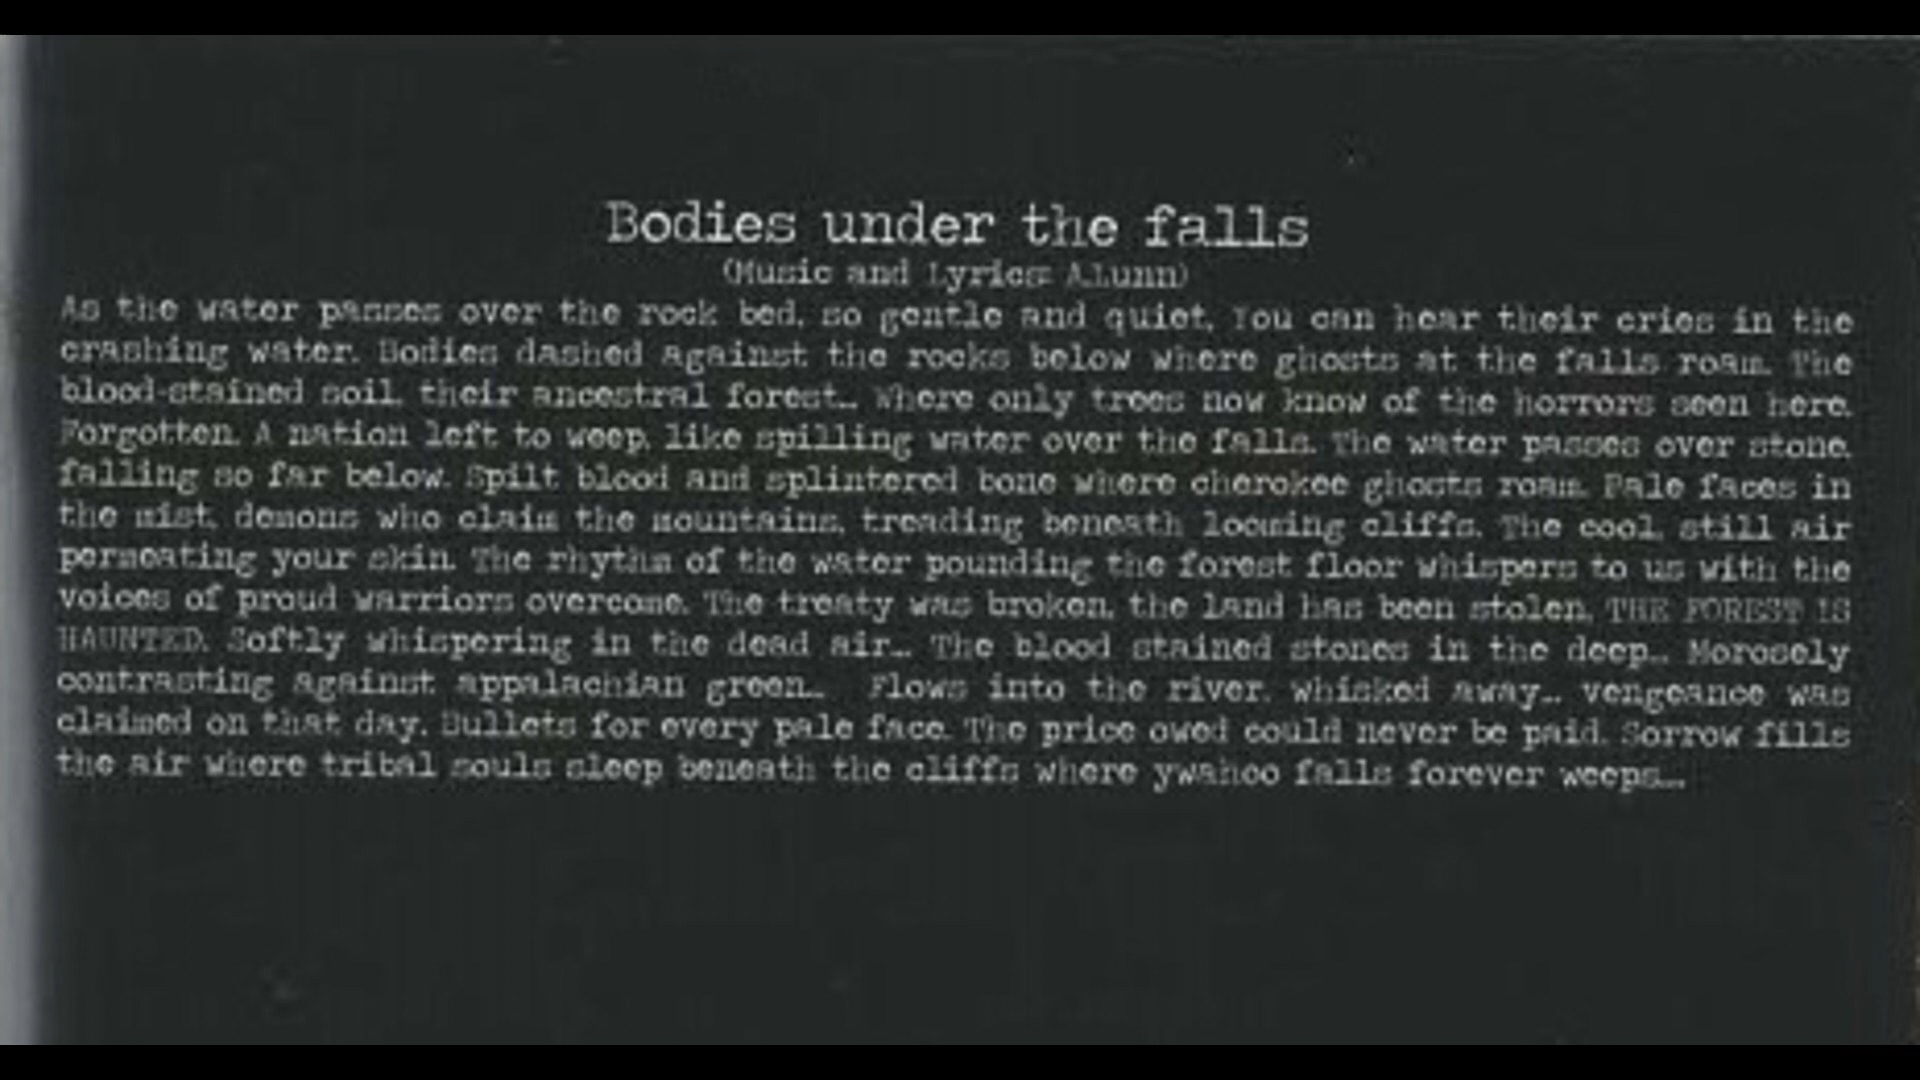 Bodies under the falls
(Music and Lyrics: A.Lunn)
As the water passes over the rock bed, so gentle and quiet, You can hear their cries in the
crashing water. Bodies dashed against the rocks below where ghosts at the falls roam. The
blood-stained soil, their ancestral forest... Where only trees now know of the horrors seen here.
Forgotten. A nation left to weep, like spilling water over the falls. The water passes over stone,
falling so far below. Spilt blood and splintered bone where cherokee ghosts roam. Pale faces in
the mist, demons who claim the mountains, treading beneath looming cliffs. The cool, still air
permeating your skin. The rhythm of the water pounding the forest floor whispers to us with the
voices of proud warriors overcome. The treaty was broken, the land has been stolen, THE FOREST IS
HAUNTED. Softly whispering in the dead air... The blood stained stones in the deep... Morosely
contrasting against appalachian green... Flows into the river, whisked away... vengeance was
claimed on that day. Bullets for every pale face. The price owed could never be paid. Sorrow fills
the air where tribal souls sleep beneath the cliffs where ywahoo falls forever weeps...